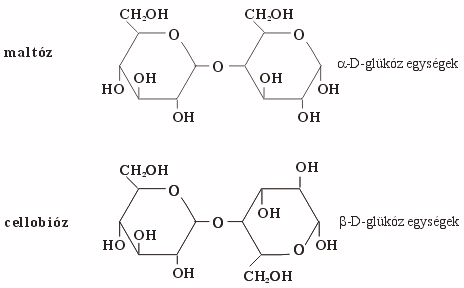 CH₂OH CH₂OH
O O
maltóz
OH O OH α-D-glükóz egységek
HO OH
OH OH
OH
CH₂OH
O O OH
cellobióz
OH β-D-glükóz egységek
OH
HO OH
OH O
CH₂OH